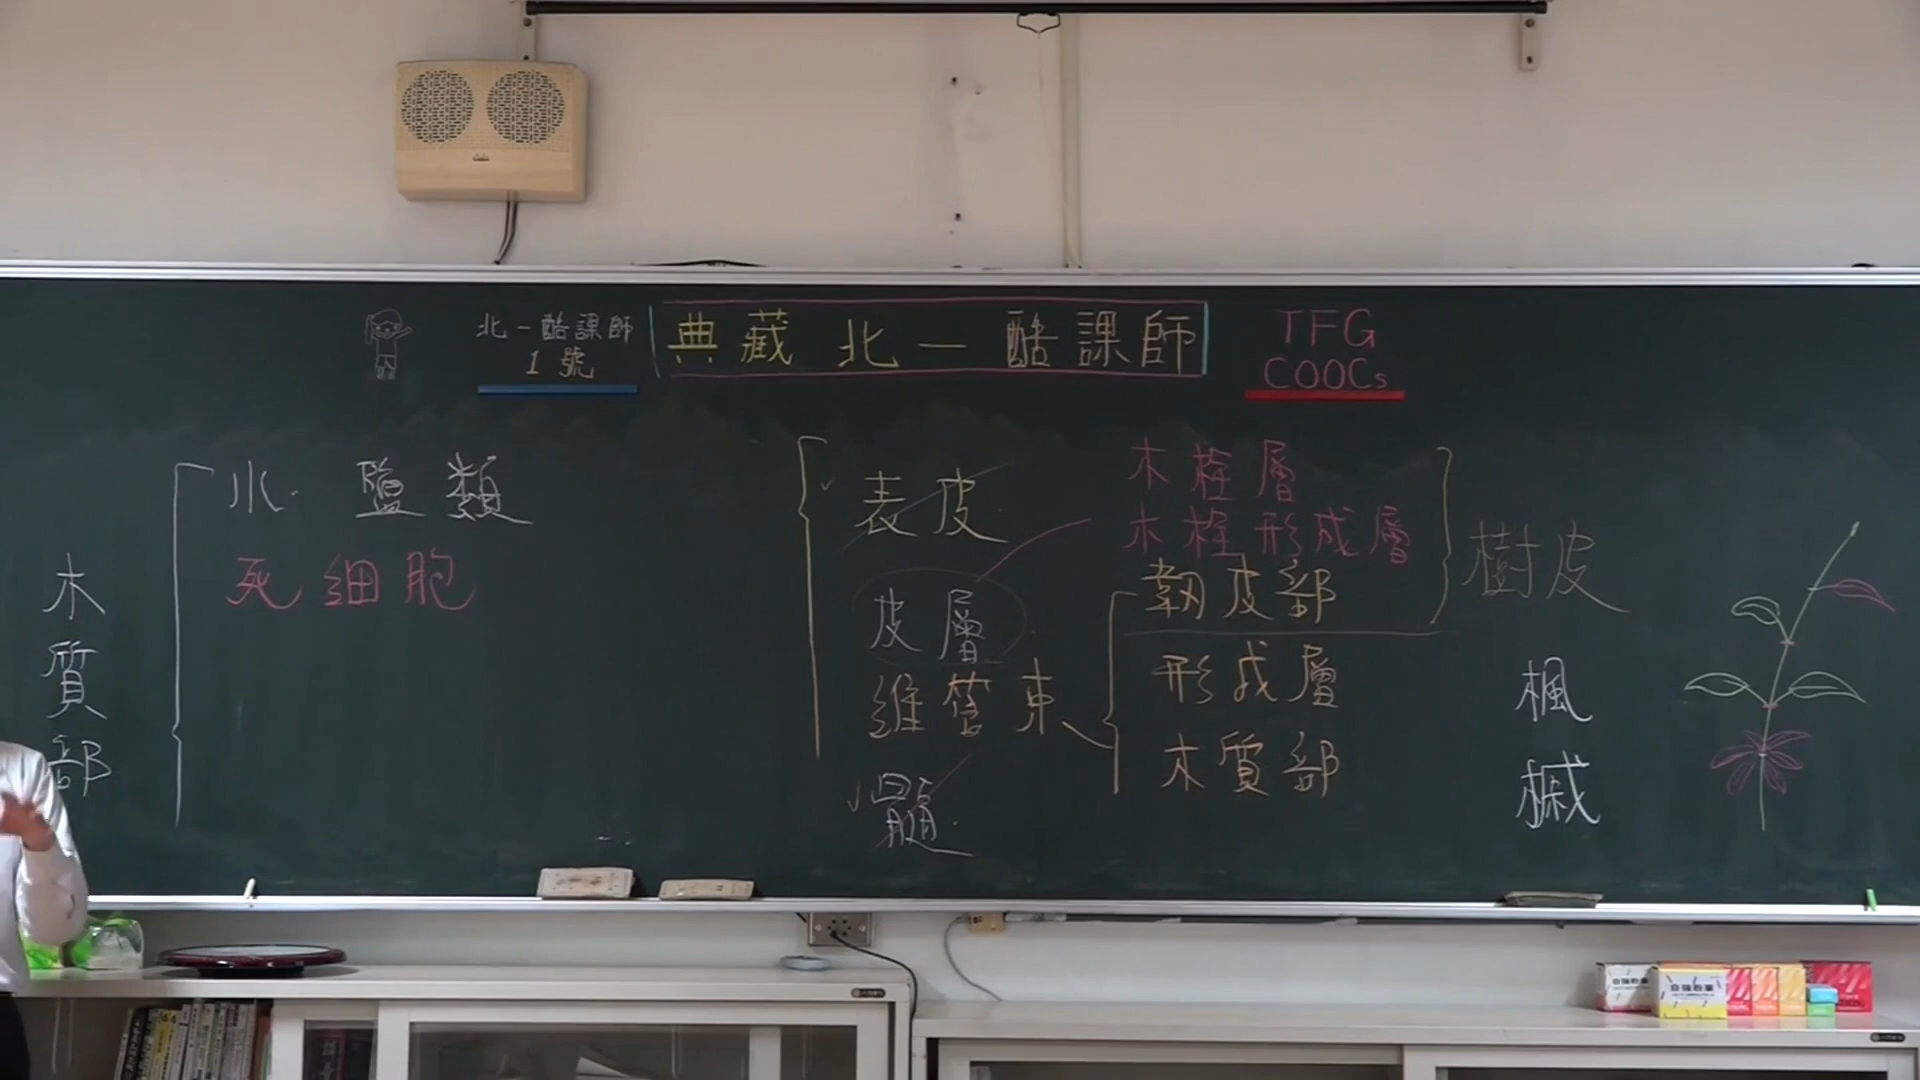 北一酷課師
1號
典藏 北一酷課師
TFG
COOCs
木質部
水 鹽類
死細胞
表皮
皮層
維管束
髓
木栓層
木栓形成層
韌皮部
形成層
木質部
樹皮
楓
槭